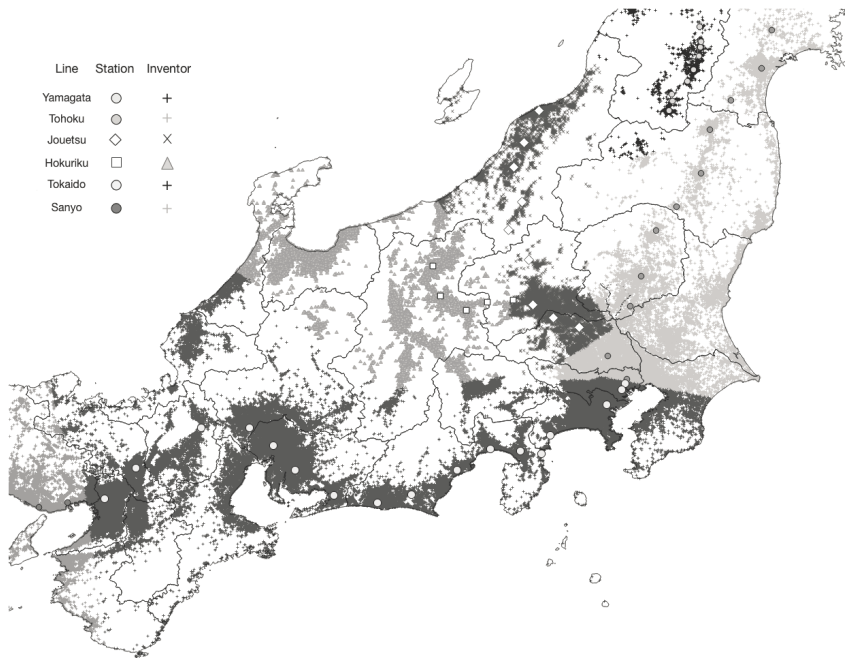 Line Station Inventor
Yamagata
Tohoku
Jouetsu
Hokuriku
Tokaido
Sanyo